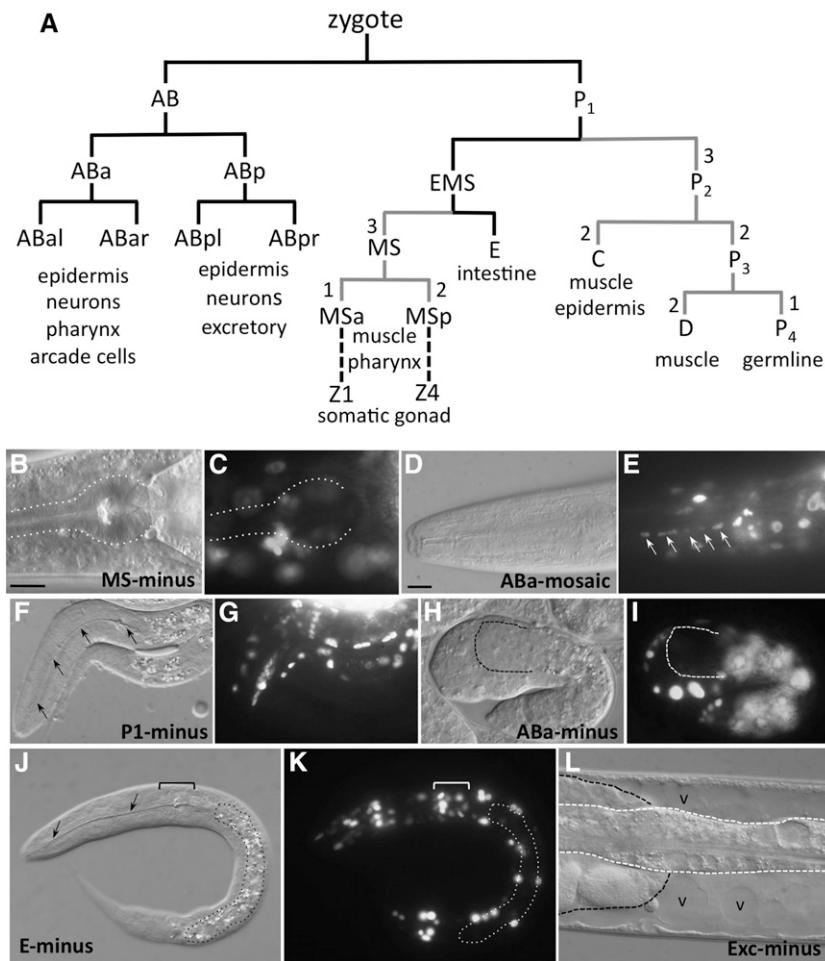 A
zygote
AB
P1
ABa
ABp
EMS
3
P2
ABal
ABar
ABpl
ABpr
3
MS
E
intestine
2
C
muscle
epidermis
2
P3
epidermis
neurons
pharynx
arcade cells
epidermis
neurons
excretory
1
MSa
2
MSp
muscle
pharynx
2
D
muscle
1
P4
germline
Z1
Z4
somatic gonad
B
MS-minus
C
D
ABa-mosaic
E
F
P1-minus
G
H
ABa-minus
I
J
E-minus
K
L
v
v
v
Exc-minus